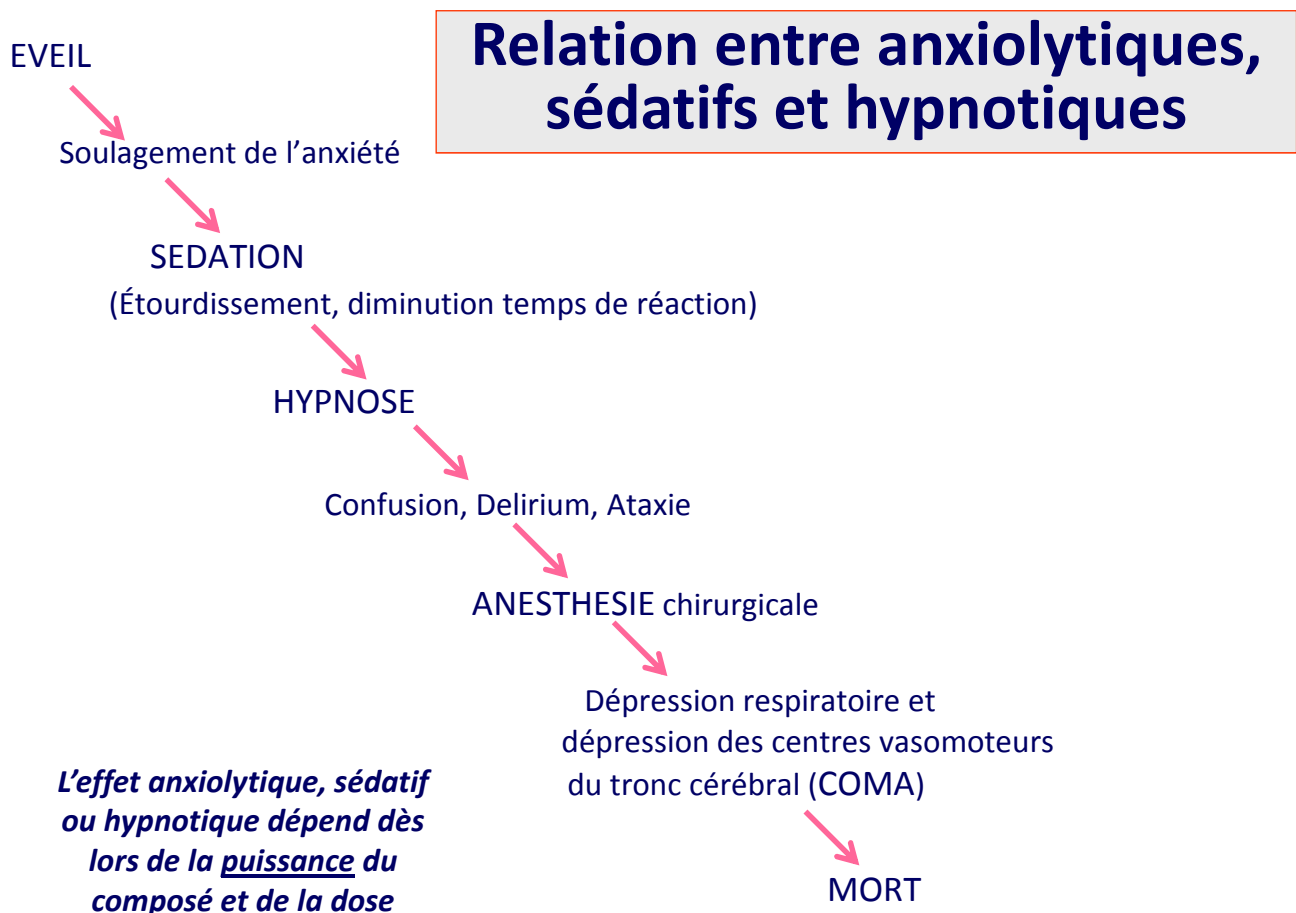 Relation entre anxiolytiques,
sédatifs et hypnotiques
EVEIL
Soulagement de l’anxiété
SEDATION
(Étourdissement, diminution temps de réaction)
HYPNOSE
Confusion, Delirium, Ataxie
ANESTHESIE chirurgicale
Dépression respiratoire et
dépression des centres vasomoteurs
du tronc cérébral (COMA)
MORT
L’effet anxiolytique, sédatif
ou hypnotique dépend dès
lors de la puissance du
composé et de la dose